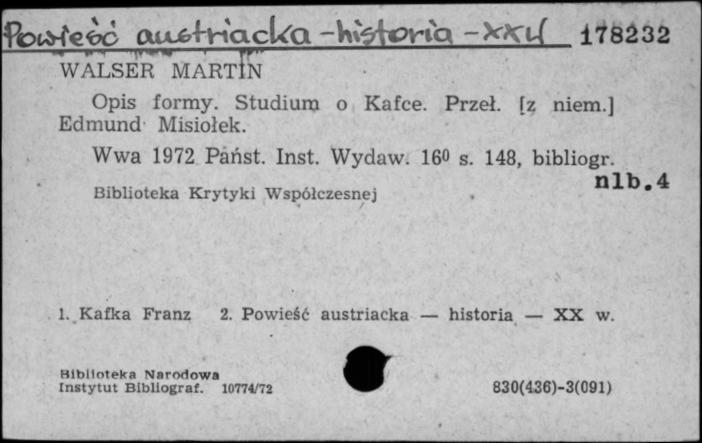 Powieść austriacka - historia - XX w 178232
WALSER MARTIN
Opis formy. Studium o Kafce. Przeł. [z niem.]
Edmund Misiołek.
Wwa 1972 Państ. Inst. Wydaw. 16⁰ s. 148, bibliogr.
nlb. 4
Biblioteka Krytyki Współczesnej
1. Kafka Franz 2. Powieść austriacka — historia — XX w.
Biblioteka Narodowa
Instytut Bibliograf. 10774/72 830(436)-3(091)